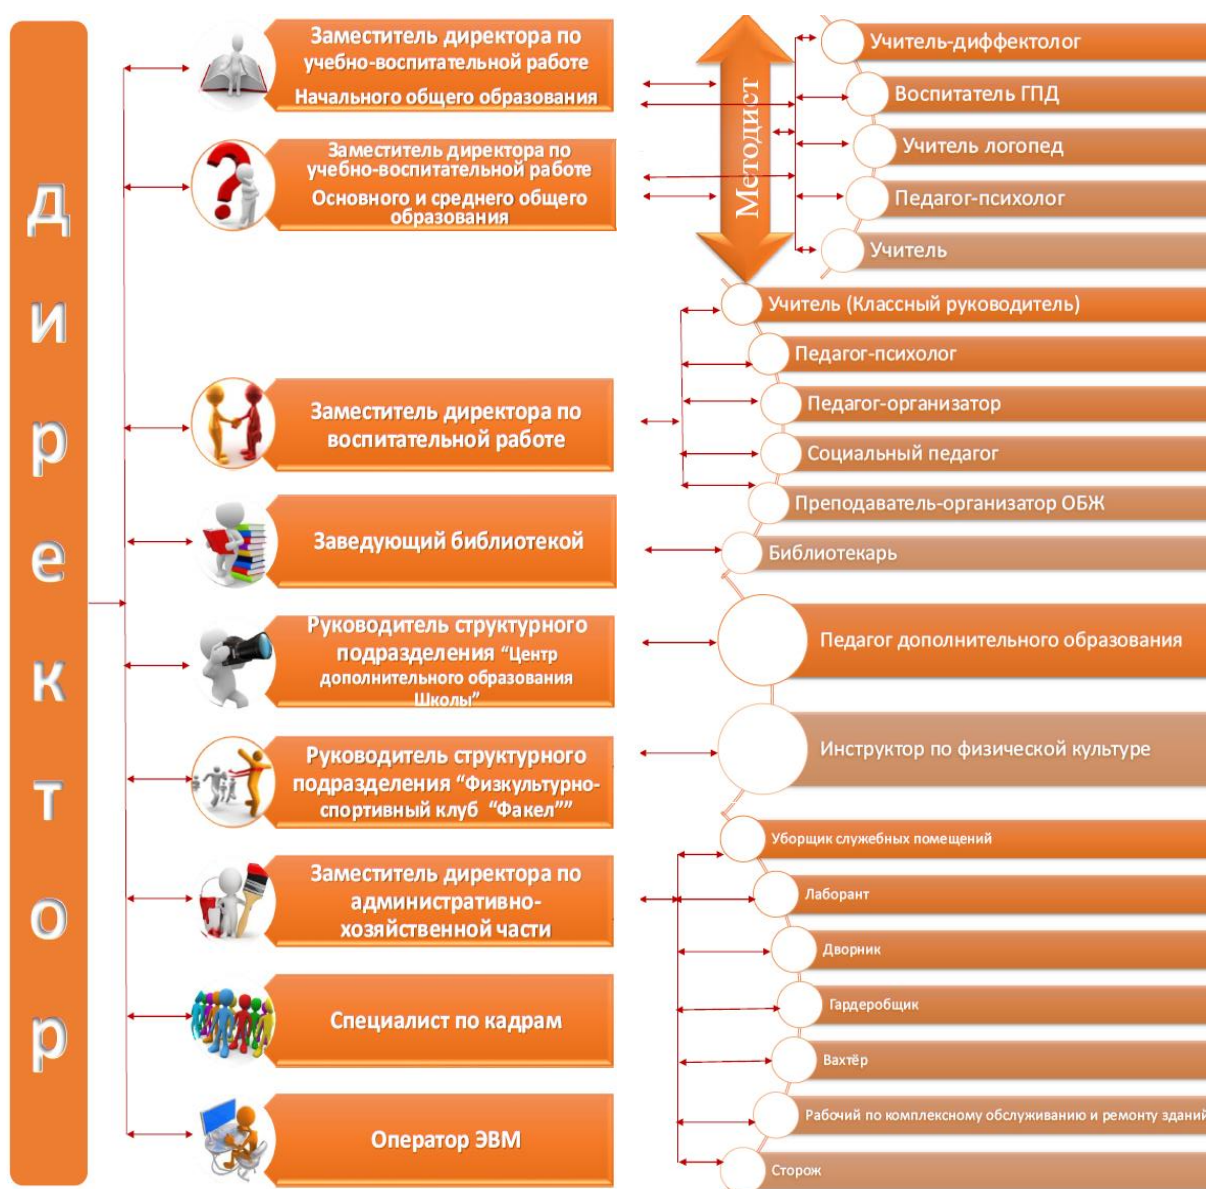 Директор
Заместитель директора по
учебно-воспитательной работе
Начального общего образования
Заместитель директора по
учебно-воспитательной работе
Основного и среднего общего
образования
Заместитель директора по
воспитательной работе
Заведующий библиотекой
Руководитель структурного
подразделения “Центр
дополнительного образования
Школы”
Руководитель структурного
подразделения “Физкультурно-
спортивный клуб “Факел””
Заместитель директора по
административно-
хозяйственной части
Специалист по кадрам
Оператор ЭВМ
Методист
Учитель-диффектолог
Воспитатель ГПД
Учитель логопед
Педагог-психолог
Учитель
Учитель (Классный руководитель)
Педагог-психолог
Педагог-организатор
Социальный педагог
Преподаватель-организатор ОБЖ
Библиотекарь
Педагог дополнительного образования
Инструктор по физической культуре
Уборщик служебных помещений
Лаборант
Дворник
Гардеробщик
Вахтёр
Рабочий по комплексному обслуживанию и ремонту зданий
Сторож